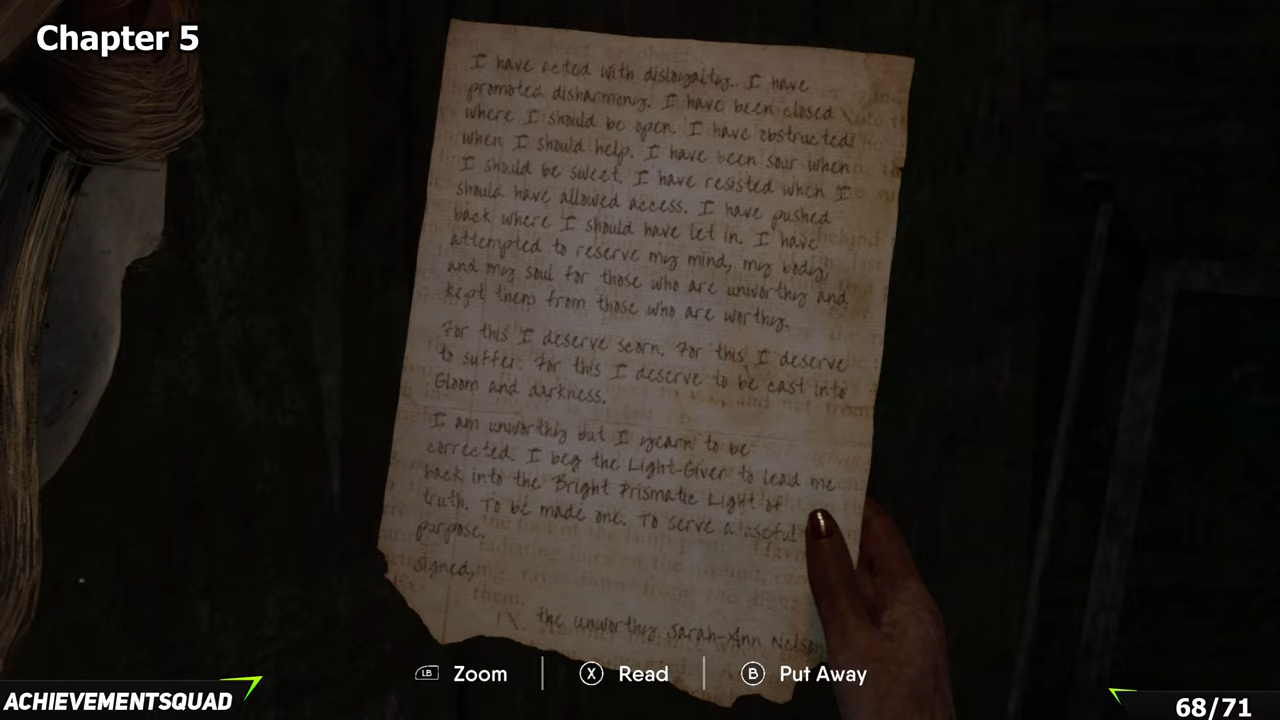 Chapter 5
I have acted with disloyalty. I have
promoted disharmony. I have been closed
where I should be open. I have obstructed
when I should help. I have been sour when
I should be sweet. I have resisted when I
should have allowed access. I have pushed
back where I should have let in. I have
attempted to reserve my mind, my body,
and my soul for those who are unworthy and
kept them from those who are worthy.
For this I deserve scorn. For this I deserve
to suffer. For this I deserve to be cast into
Gloom and darkness.
I am unworthy but I yearn to be
corrected. I beg the Light-Giver to lead me
back into the Bright Prismatic Light of
truth. To be made one. To serve a useful
purpose.
signed,
the unworthy, Sarah-Ann Nelson
LB Zoom X Read B Put Away
ACHIEVEMENTSQUAD
68/71